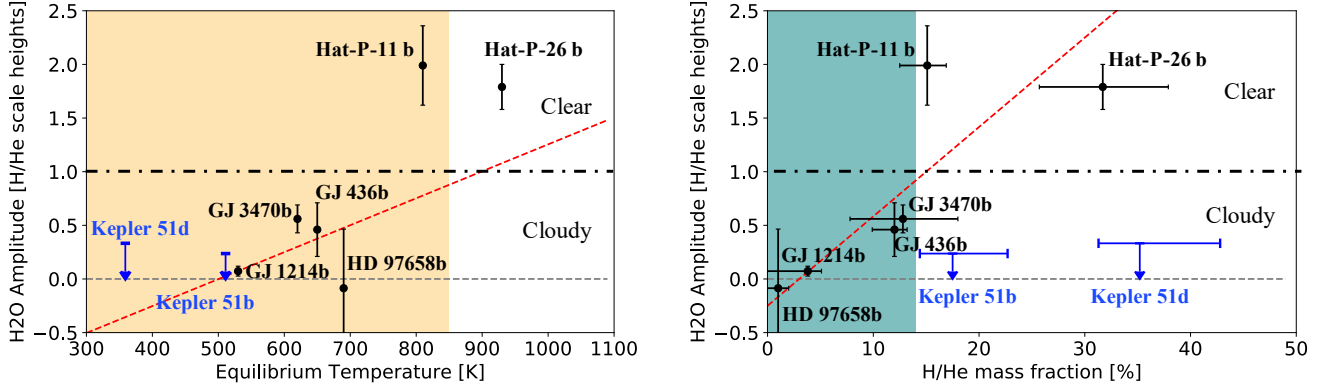 H2O Amplitude [H/He scale heights]
2.5
2.0
1.5
1.0
0.5
0.0
−0.5
Hat-P-11 b
Hat-P-26 b
Clear
GJ 436b
GJ 3470b
Cloudy
Kepler 51d
HD 97658b
GJ 1214b
Kepler 51b
300 400 500 600 700 800 900 1000 1100
Equilibrium Temperature [K]
H2O Amplitude [H/He scale heights]
2.5
2.0
1.5
1.0
0.5
0.0
−0.5
Hat-P-11 b
Hat-P-26 b
Clear
GJ 3470b
Cloudy
GJ 1214b
GJ 436b
Kepler 51b
Kepler 51d
HD 97658b
0 10 20 30 40 50
H/He mass fraction [%]